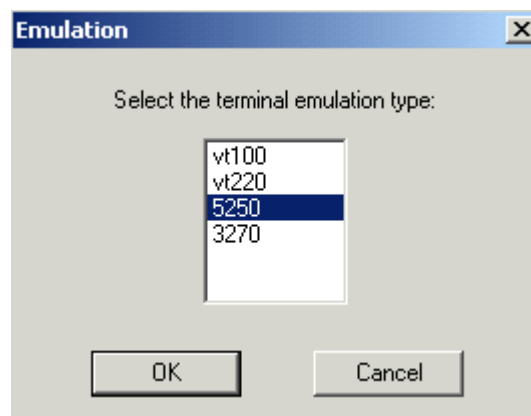 Emulation
Select the terminal emulation type:
vt100
vt220
5250
3270
OK
Cancel